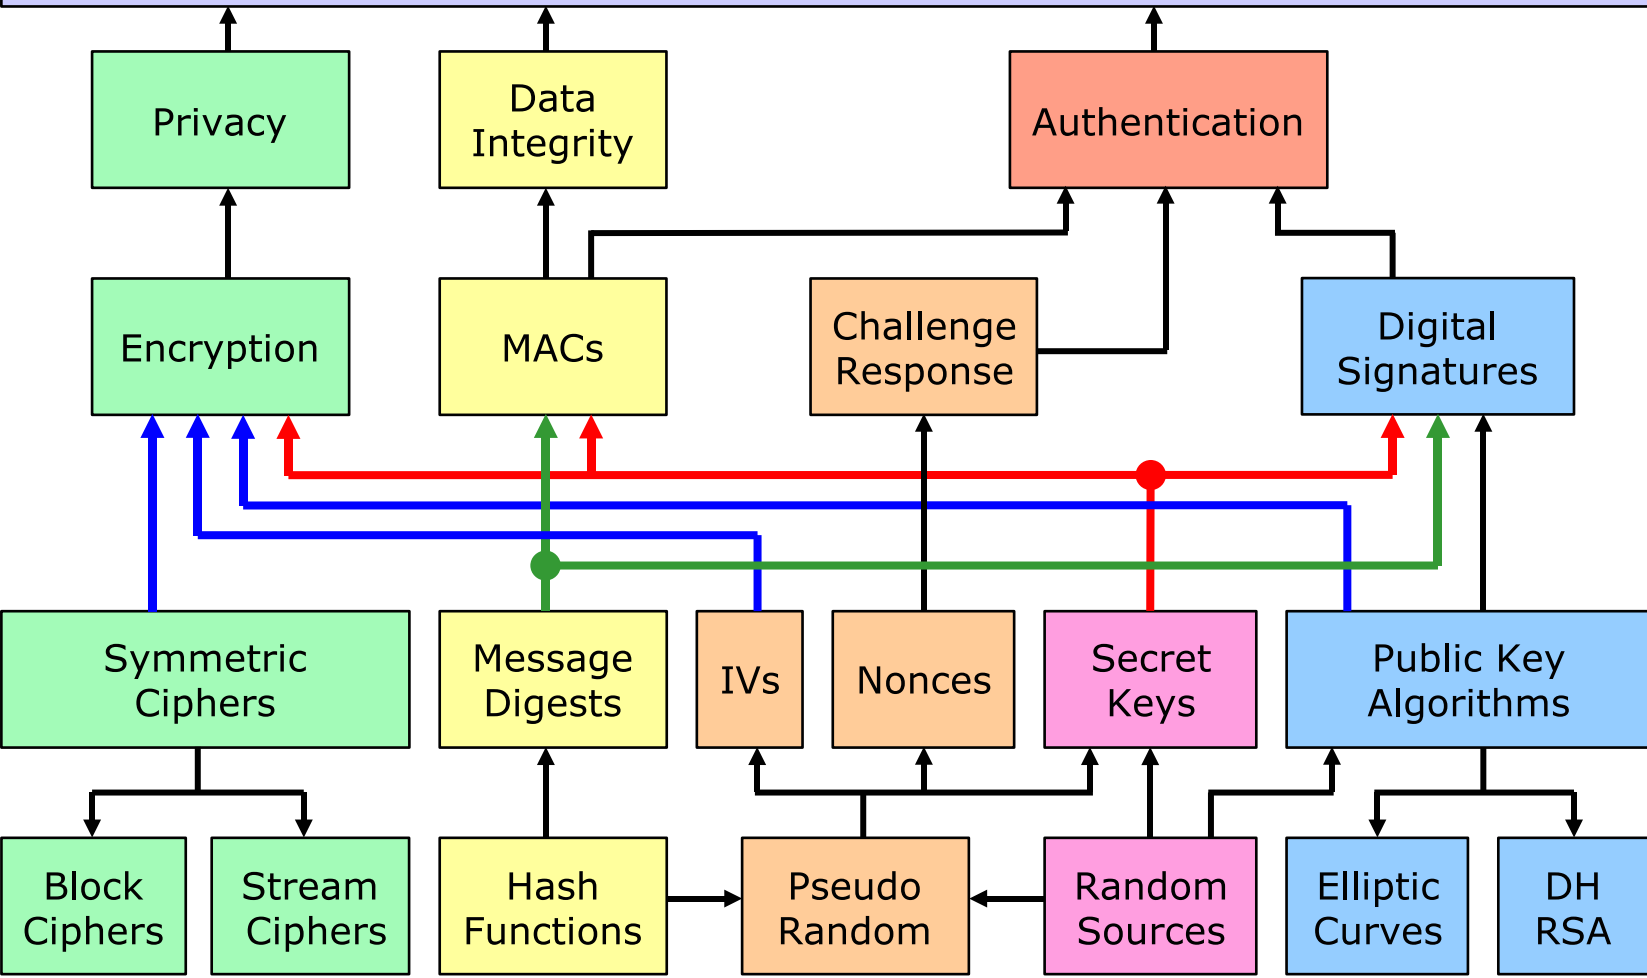 Privacy
Data
Integrity
Authentication
Encryption
MACs
Challenge
Response
Digital
Signatures
Symmetric
Ciphers
Message
Digests
IVs
Nonces
Secret
Keys
Public Key
Algorithms
Block
Ciphers
Stream
Ciphers
Hash
Functions
Pseudo
Random
Random
Sources
Elliptic
Curves
DH
RSA